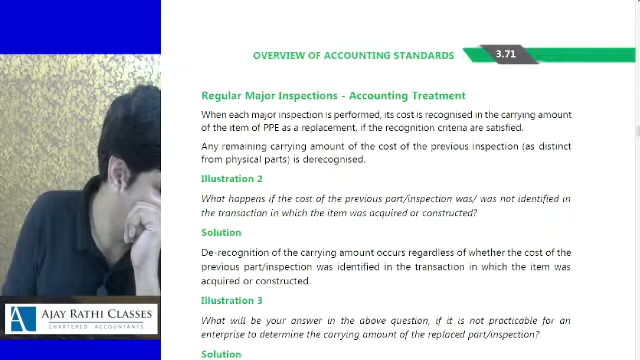 OVERVIEW OF ACCOUNTING STANDARDS 3.71
Regular Major Inspections - Accounting Treatment
When each major inspection is performed, its cost is recognised in the carrying amount
of the item of PPE as a replacement, if the recognition criteria are satisfied.
Any remaining carrying amount of the cost of the previous inspection (as distinct
from physical parts) is derecognised.
Illustration 2
What happens if the cost of the previous part/inspection was/ was not identified in
the transaction in which the item was acquired or constructed?
Solution
De-recognition of the carrying amount occurs regardless of whether the cost of the
previous part/inspection was identified in the transaction in which the item was
acquired or constructed.
Illustration 3
What will be your answer in the above question, if it is not practicable for an
enterprise to determine the carrying amount of the replaced part/inspection?
Solution
AJAY RATHI CLASSES
CHARTERED ACCOUNTANTS